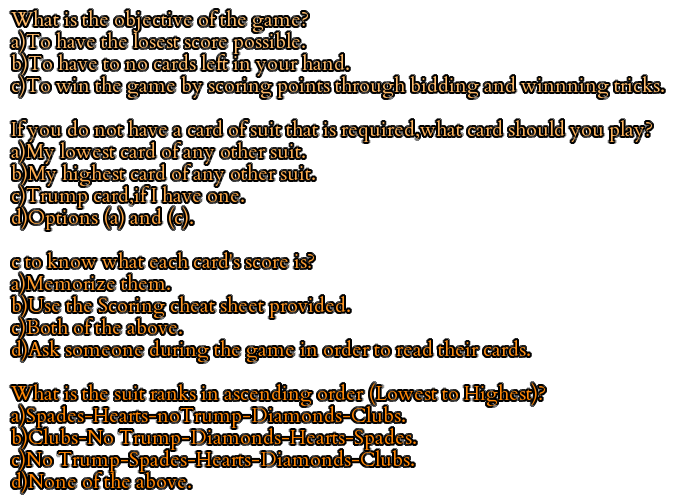 What is the objective of the game?
a)To have the losest score possible.
b)To have to no cards left in your hand.
c)To win the game by scoring points through bidding and winnning tricks.
If you do not have a card of suit that is required,what card should you play?
a)My lowest card of any other suit.
b)My highest card of any other suit.
c)Trump card,if I have one.
d)Options (a) and (c).
c to know what each card's score is?
a)Memorize them.
b)Use the Scoring cheat sheet provided.
c)Both of the above.
d)Ask someone during the game in order to read their cards.
What is the suit ranks in ascending order (Lowest to Highest)?
a)Spades-Hearts-noTrump-Diamonds-Clubs.
b)Clubs-No Trump-Diamonds-Hearts-Spades.
c)No Trump-Spades-Hearts-Diamonds-Clubs.
d)None of the above.